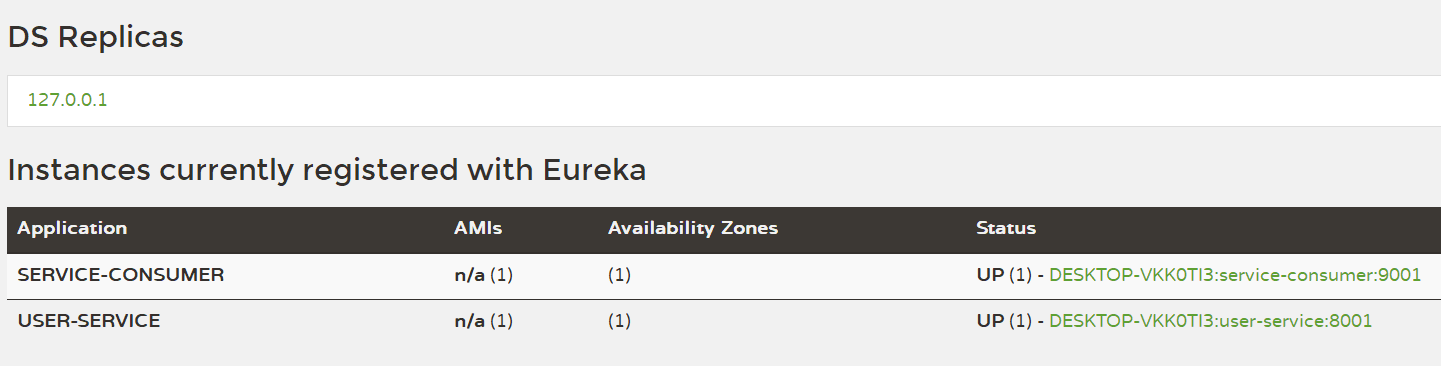 DS Replicas
127.0.0.1
Instances currently registered with Eureka
Application AMIs Availability Zones Status
SERVICE-CONSUMER n/a (1) (1) UP (1) - DESKTOP-VKK0TI3:service-consumer:9001
USER-SERVICE n/a (1) (1) UP (1) - DESKTOP-VKK0TI3:user-service:8001